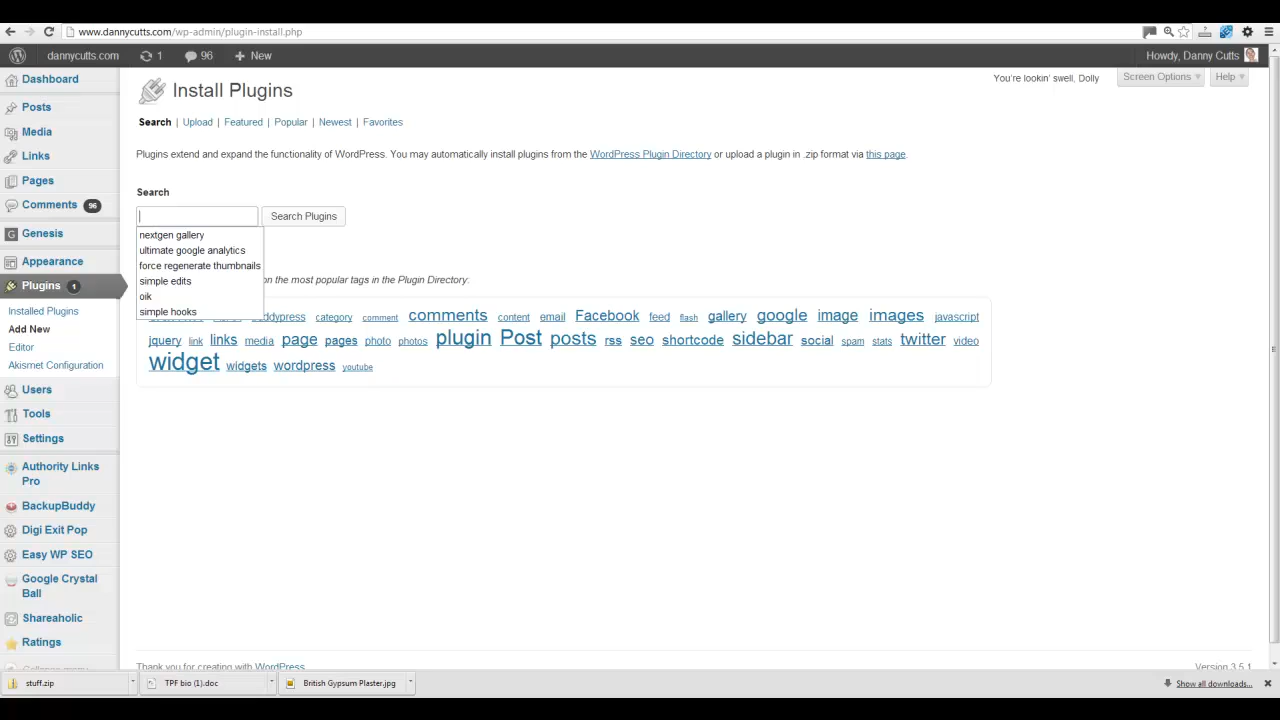 www.dannycutts.com/wp-admin/plugin-install.php
dannycutts.com 1 96 + New
Howdy, Danny Cutts
Dashboard
Posts
Media
Links
Pages
Comments 96
Genesis
Appearance
Plugins 1
Installed Plugins
Add New
Editor
Akismet Configuration
Users
Tools
Settings
Authority Links
Pro
BackupBuddy
Digi Exit Pop
Easy WP SEO
Google Crystal
Ball
Shareaholic
Ratings
Install Plugins
You're lookin' swell, Dolly
Screen Options
Help
Search | Upload | Featured | Popular | Newest | Favorites
Plugins extend and expand the functionality of WordPress. You may automatically install plugins from the WordPress Plugin Directory or upload a plugin in .zip format via this page.
Search
Search Plugins
nextgen gallery
ultimate google analytics
force regenerate thumbnails
simple edits
oik
simple hooks
on the most popular tags in the Plugin Directory:
category comment comments content email Facebook feed flash gallery google image images javascript
jquery link links media page pages photo photos plugin Post posts rss seo shortcode sidebar social spam stats twitter video
widget widgets wordpress youtube
Thank you for creating with WordPress
Version 3.5.1
stuff.zip
TPF bio (1).doc
British Gypsum Plaster.jpg
Show all downloads...